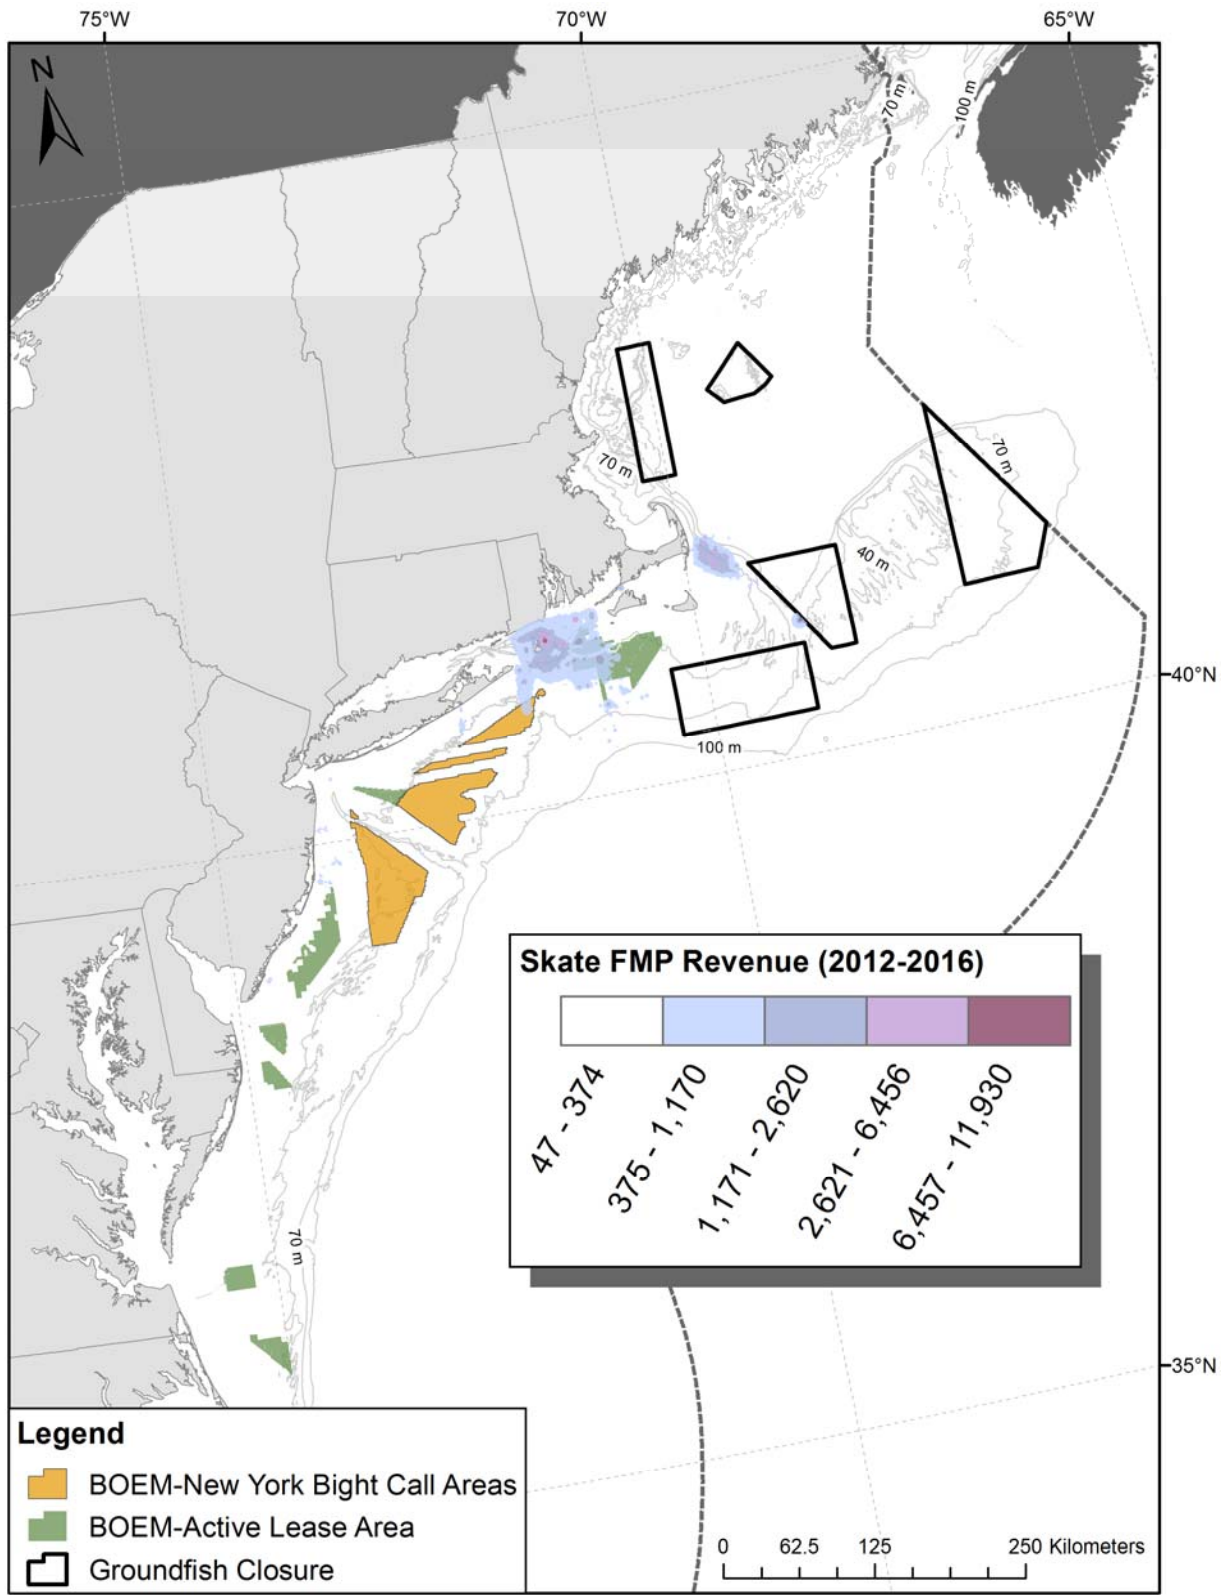 75°W 70°W 65°W
N
70 m
100 m
70 m
70 m
40 m
40°N
100 m
Skate FMP Revenue (2012-2016)
47 - 374
375 - 1,170
1,171 - 2,620
2,621 - 6,456
6,457 - 11,930
70 m
35°N
Legend
BOEM-New York Bight Call Areas
BOEM-Active Lease Area
Groundfish Closure
0 62.5 125 250 Kilometers